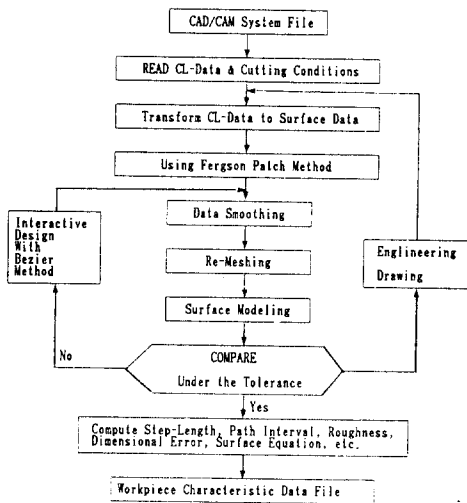 CAD/CAM System File
READ CL-Data & Cutting Conditions
Transform CL-Data to Surface Data
Using Fergson Patch Method
Data Smoothing
Interactive
Design
With
Bezier
Method
Re-Meshing
Englineering
Drawing
Surface Modeling
No
COMPARE
Under the Tolerance
Yes
Compute Step-Length, Path Interval, Roughness,
Dimensional Error, Surface Equation, etc.
Workpiece Characteristic Data File